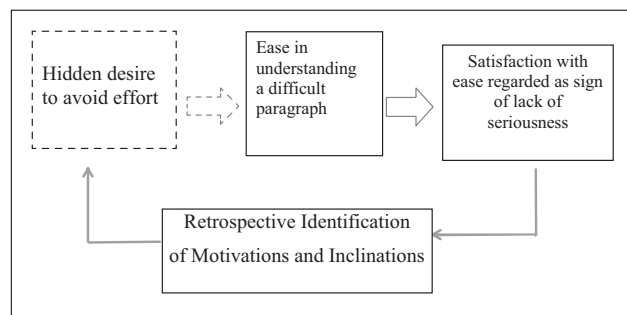 Hidden desire
to avoid effort
Ease in
understanding
a difficult
paragraph
Satisfaction with
ease regarded as sign
of lack of
seriousness
Retrospective Identification
of Motivations and Inclinations